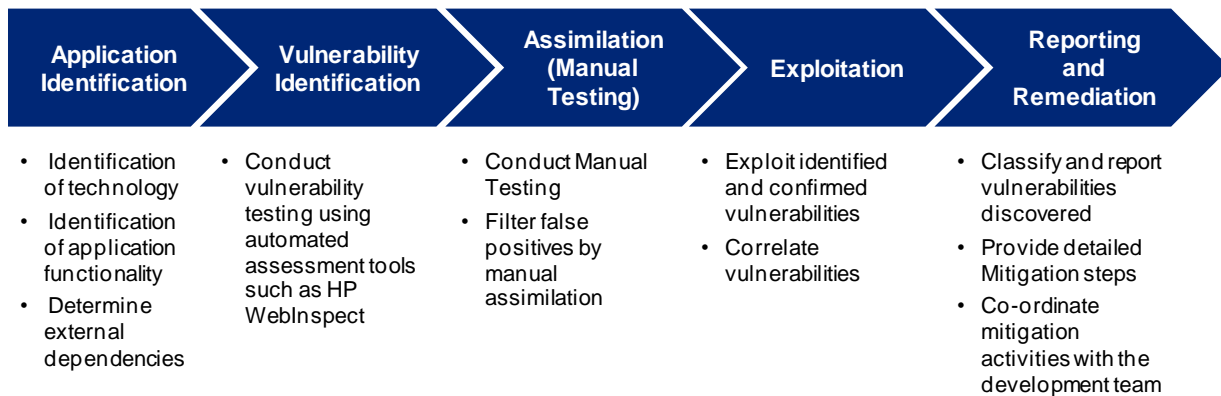 Application
Identification
Vulnerability
Identification
Assimilation
(Manual
Testing)
Exploitation
Reporting
and
Remediation
• Identification
of technology
• Identification
of application
functionality
• Determine
external
dependencies
• Conduct
vulnerability
testing using
automated
assessment tools
such as HP
WebInspect
• Conduct Manual
Testing
• Filter false
positives by
manual
assimilation
• Exploit identified
and confirmed
vulnerabilities
• Correlate
vulnerabilities
• Classify and report
vulnerabilities
discovered
• Provide detailed
Mitigation steps
• Co-ordinate
mitigation
activities with the
development team